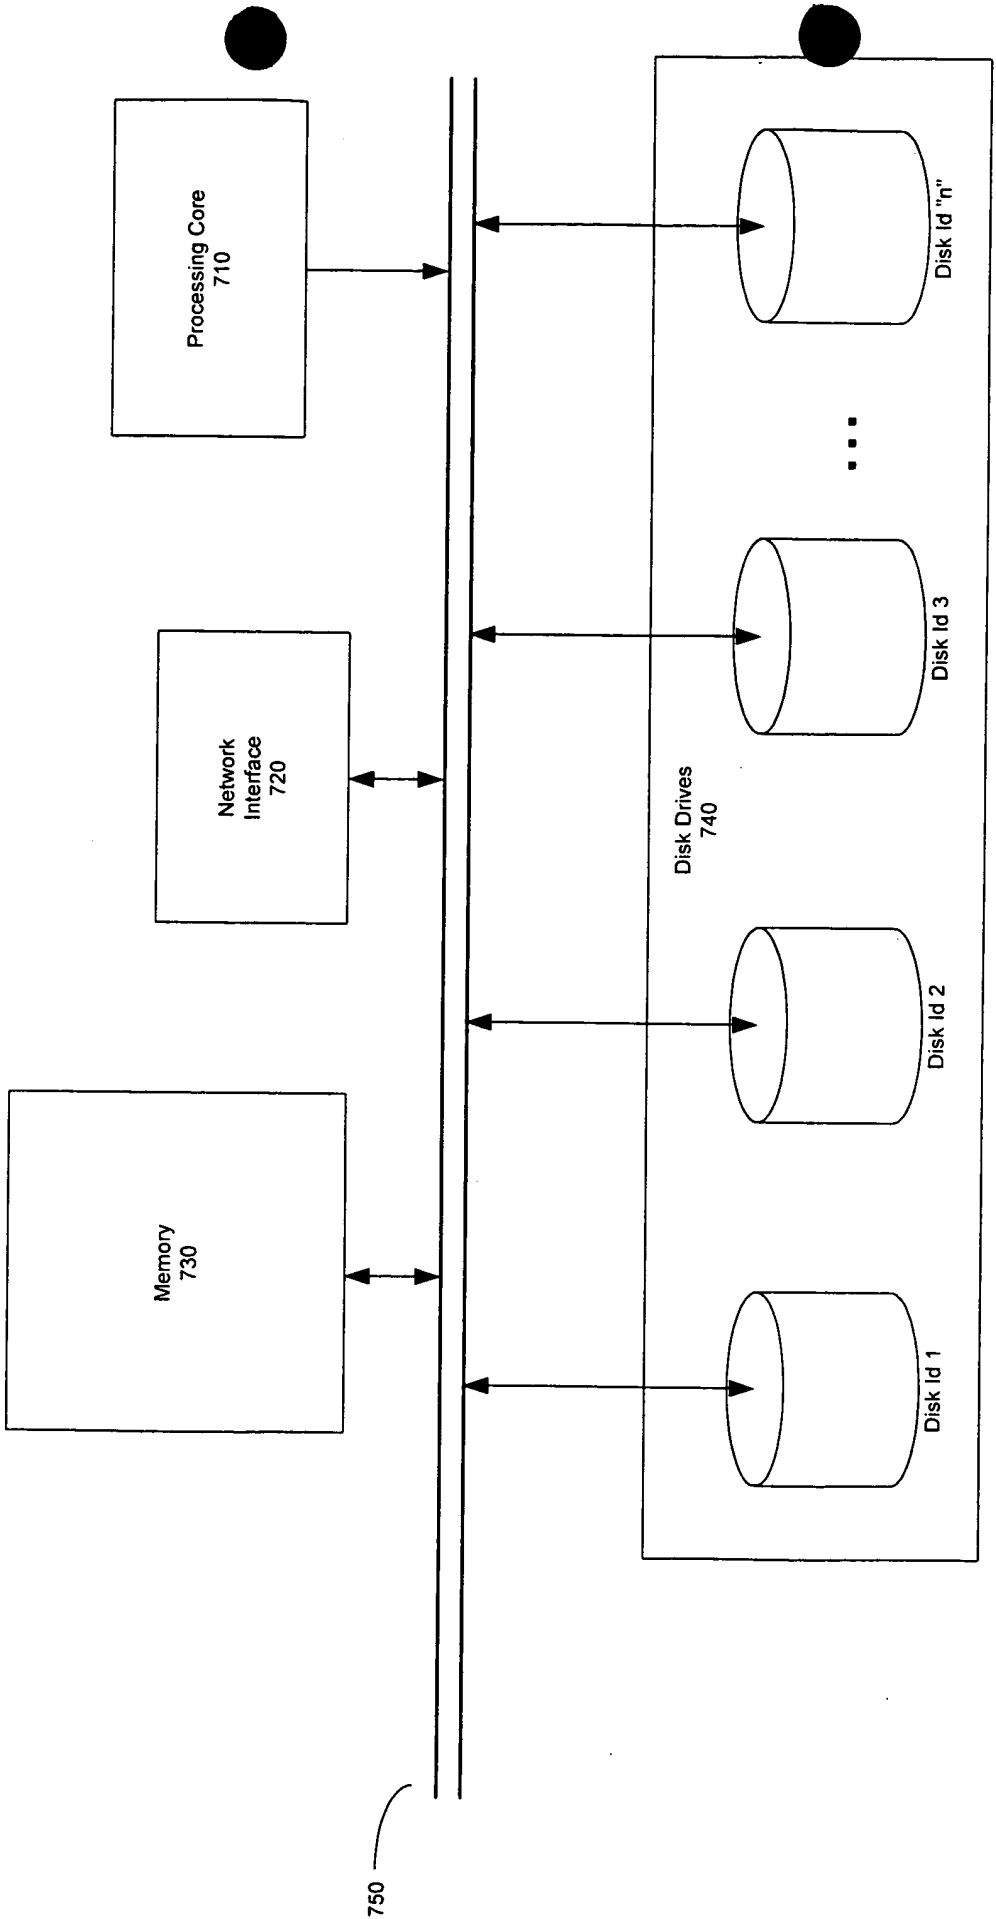 Memory
730
Network
Interface
720
Processing Core
710
750
Disk Drives
740
Disk Id 1
Disk Id 2
Disk Id 3
...
Disk Id "n"